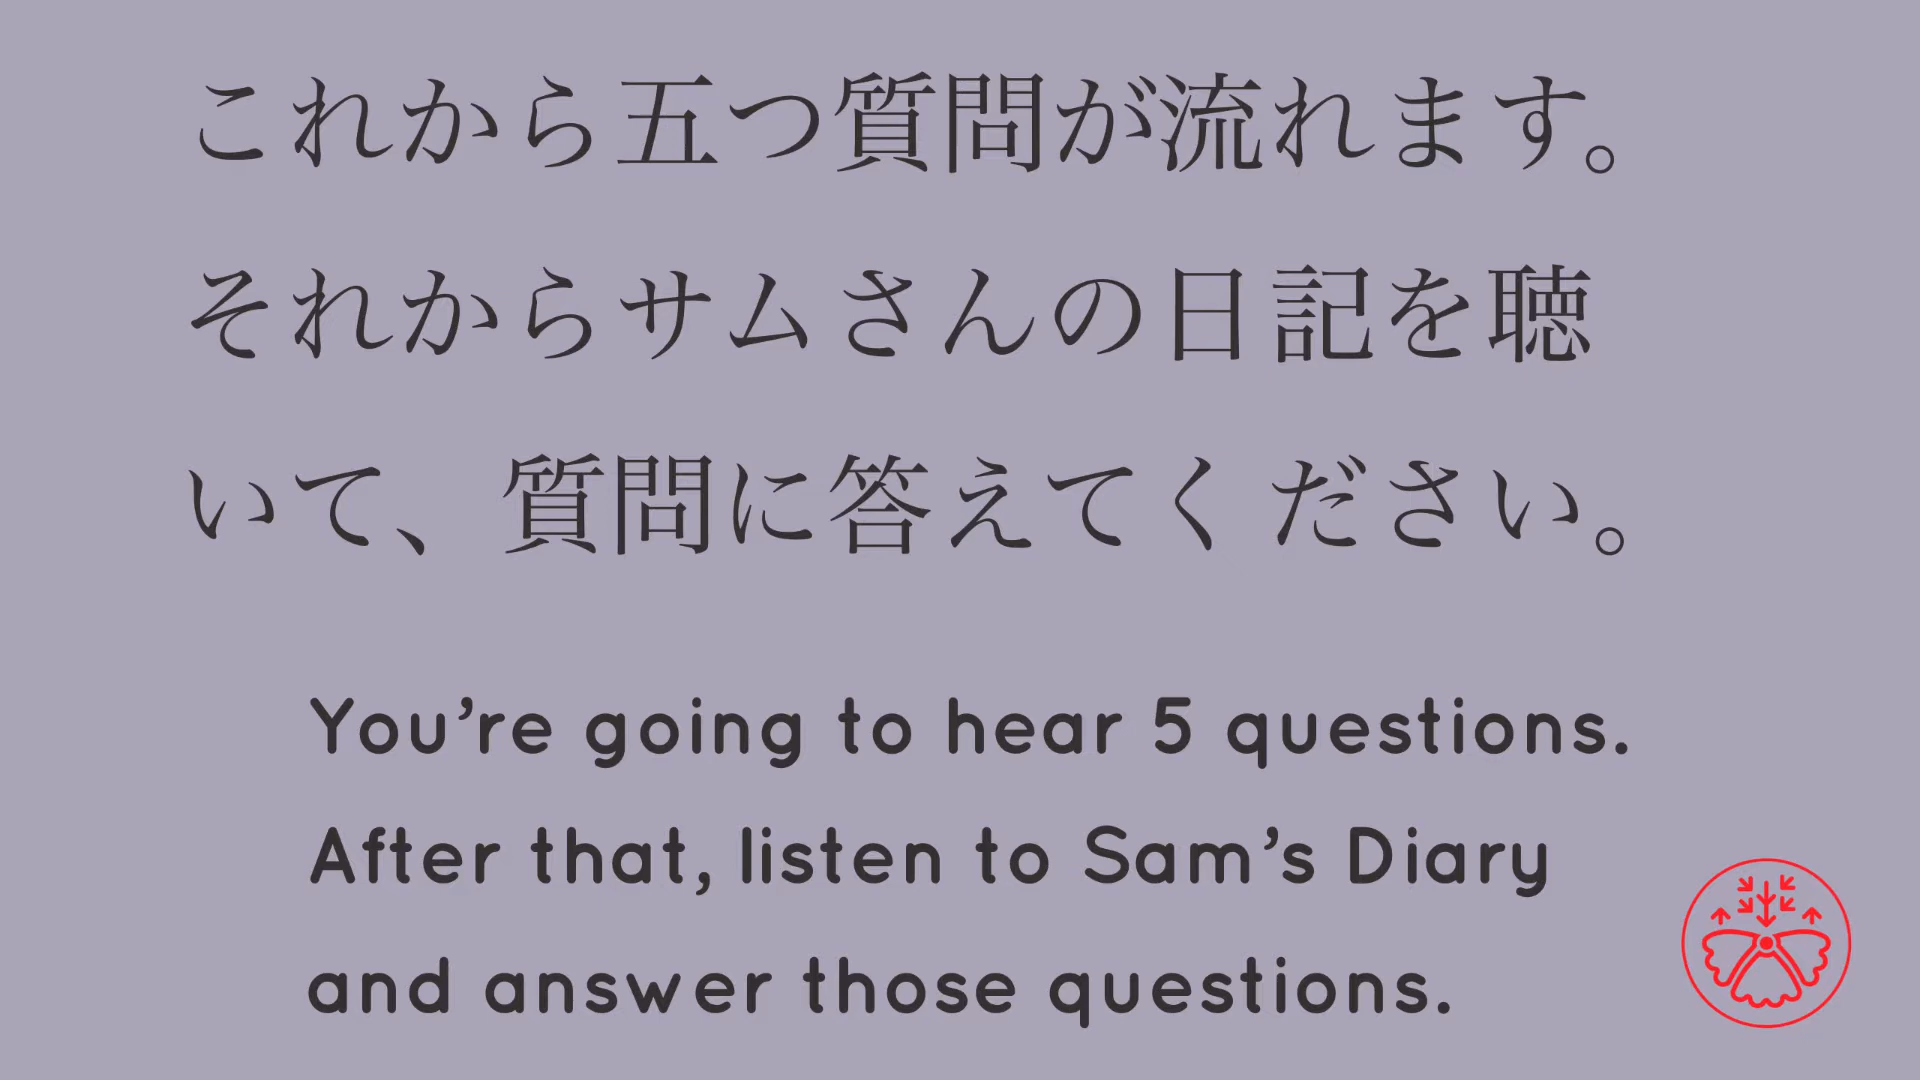 これから五つ質問が流れます。
それからサムさんの日記を聴
いて、質問に答えてください。
You're going to hear 5 questions.
After that, listen to Sam's Diary
and answer those questions.